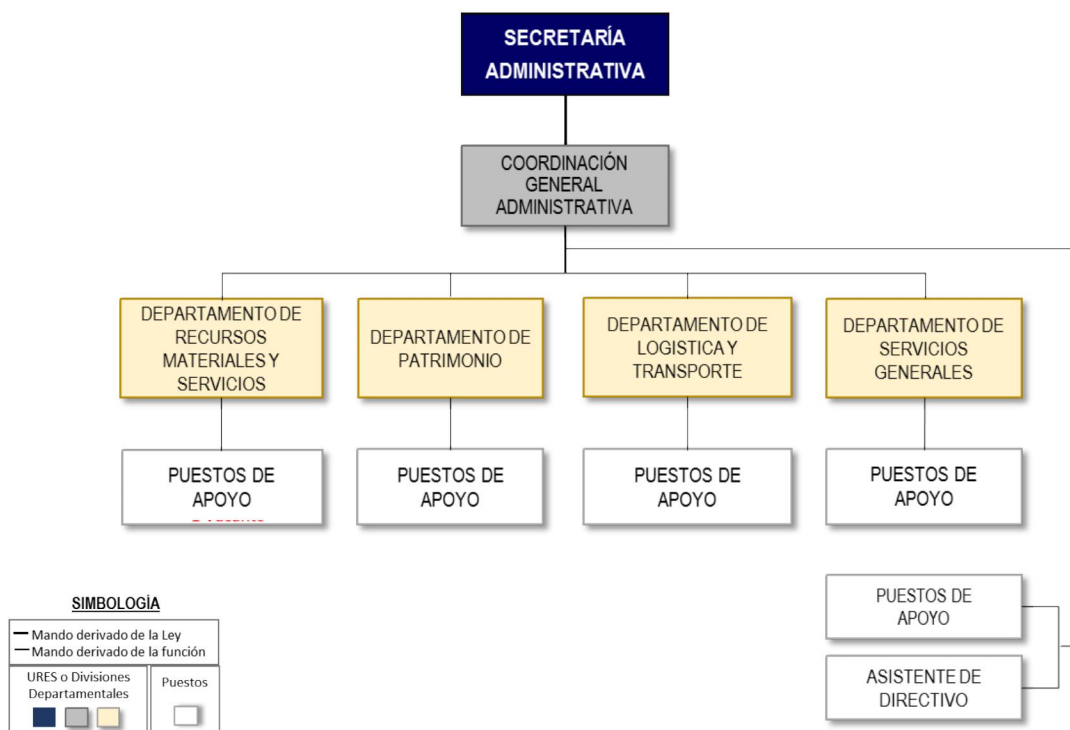 SECRETARÍA
ADMINISTRATIVA
COORDINACIÓN
GENERAL
ADMINISTRATIVA
DEPARTAMENTO DE
RECURSOS
MATERIALES Y
SERVICIOS
DEPARTAMENTO DE
PATRIMONIO
DEPARTAMENTO DE
LOGISTICA Y
TRANSPORTE
DEPARTAMENTO DE
SERVICIOS
GENERALES
PUESTOS DE
APOYO
PUESTOS DE
APOYO
PUESTOS DE
APOYO
PUESTOS DE
APOYO
PUESTOS DE
APOYO
ASISTENTE DE
DIRECTIVO
SIMBOLOGÍA
Mando derivado de la Ley
Mando derivado de la función
URES o Divisiones
Departamentales
Puestos